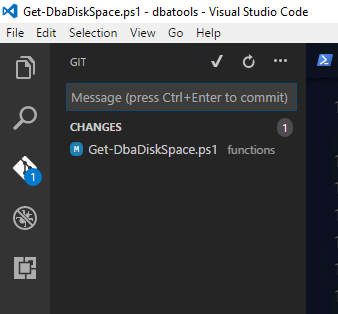 Get-DbaDiskSpace.ps1 - dbatools - Visual Studio Code
File Edit Selection View Go Help
GIT
Message (press Ctrl+Enter to commit)
CHANGES 1
M Get-DbaDiskSpace.ps1 functions
1